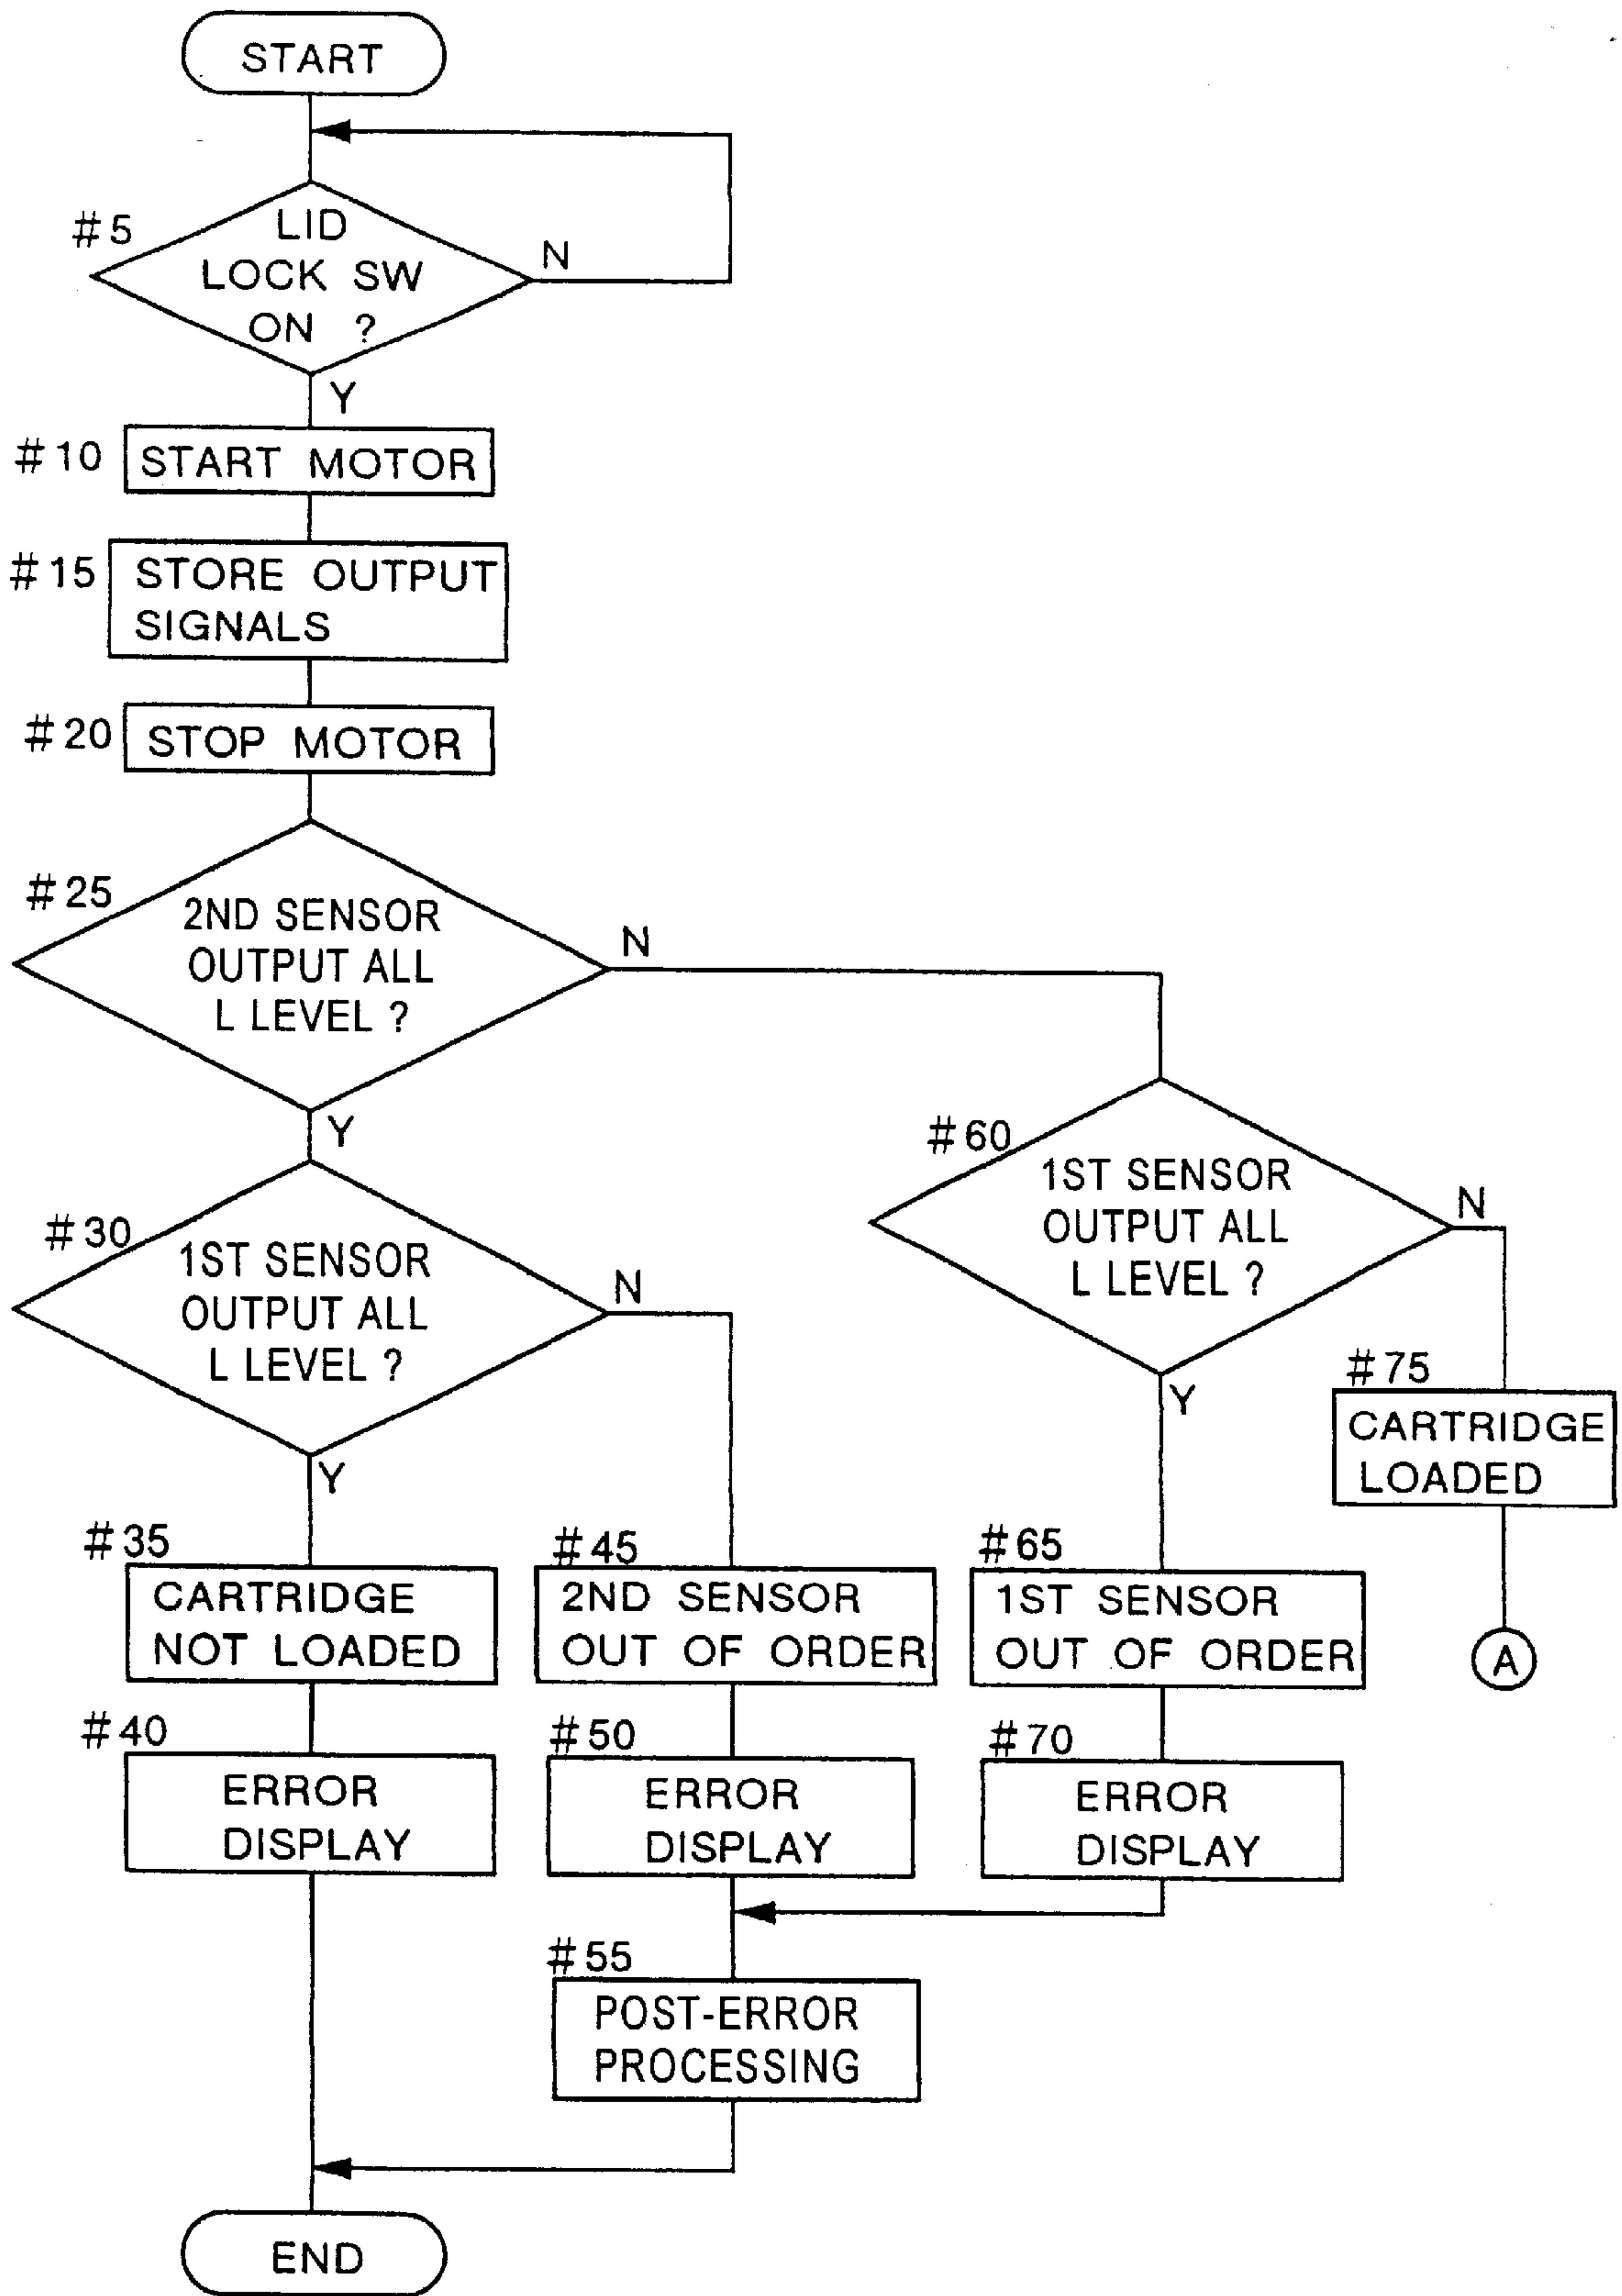 START
#5
LID
LOCK SW
ON ?
N
Y
#10
START MOTOR
#15
STORE OUTPUT
SIGNALS
#20
STOP MOTOR
#25
2ND SENSOR
OUTPUT ALL
L LEVEL ?
N
Y
#30
1ST SENSOR
OUTPUT ALL
L LEVEL ?
N
Y
#60
1ST SENSOR
OUTPUT ALL
L LEVEL ?
N
Y
#75
CARTRIDGE
LOADED
A
#35
CARTRIDGE
NOT LOADED
#40
ERROR
DISPLAY
#45
2ND SENSOR
OUT OF ORDER
#50
ERROR
DISPLAY
#65
1ST SENSOR
OUT OF ORDER
#70
ERROR
DISPLAY
#55
POST-ERROR
PROCESSING
END